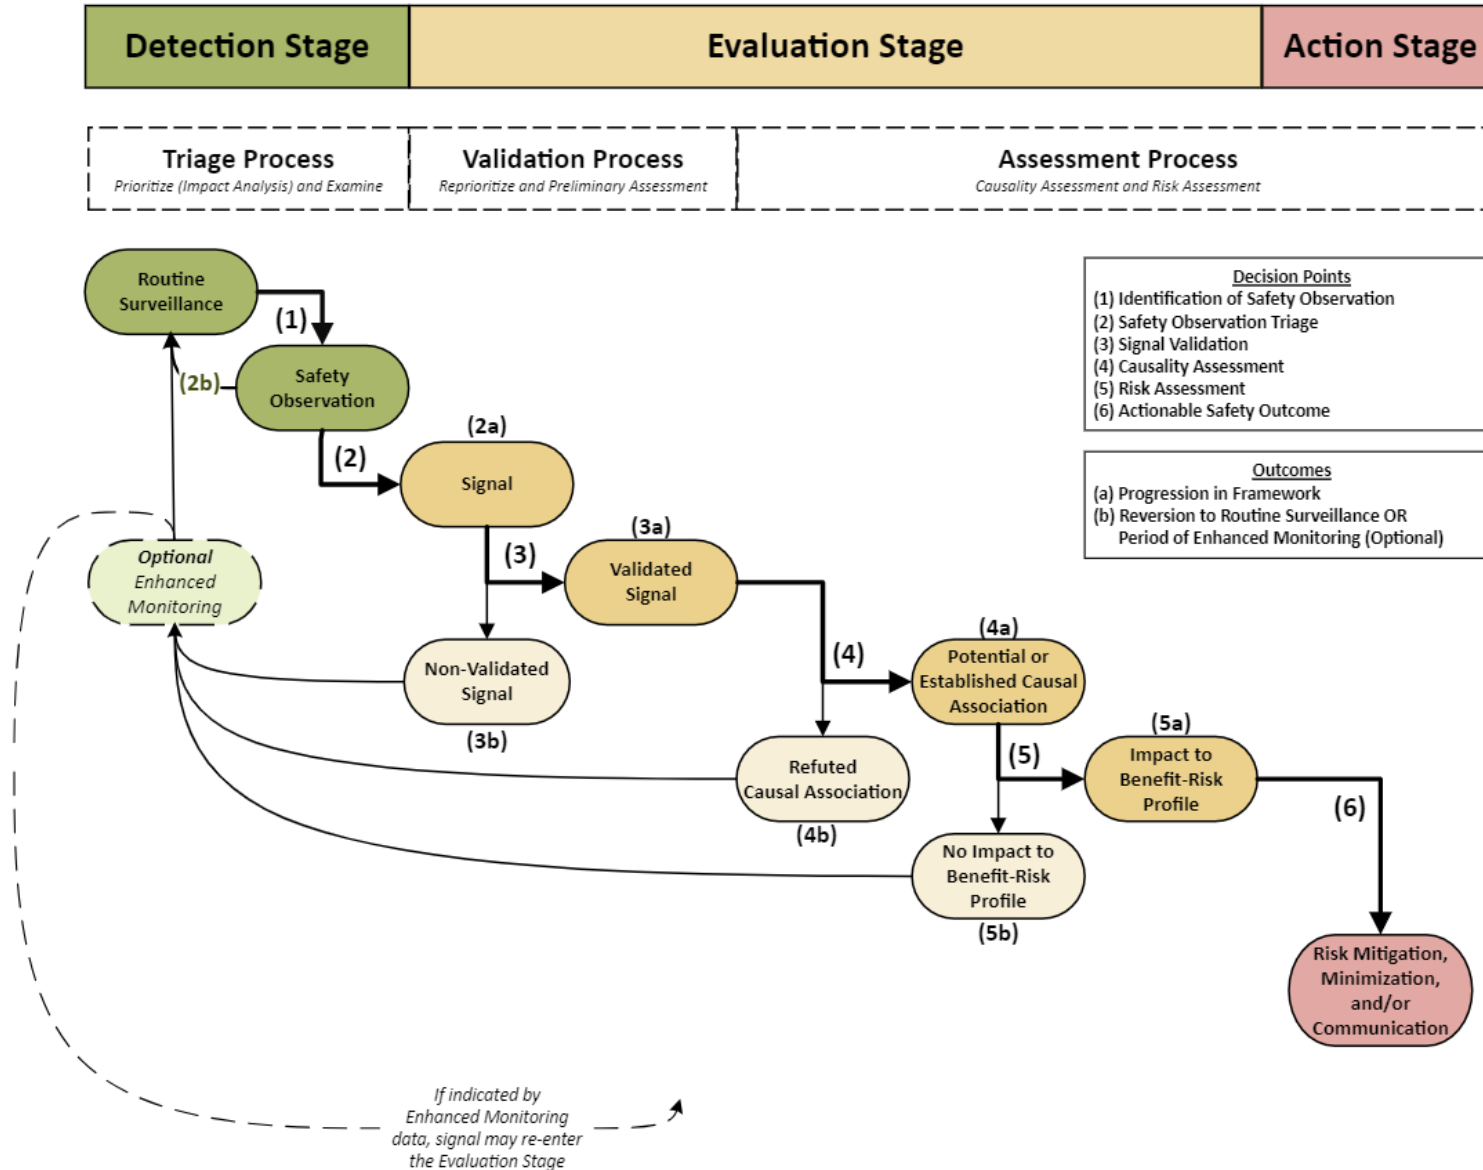 Detection Stage
Evaluation Stage
Action Stage
Triage Process
Prioritize (Impact Analysis) and Examine
Validation Process
Reprioritize and Preliminary Assessment
Assessment Process
Causality Assessment and Risk Assessment
Routine
Surveillance
(1)
Safety
Observation
(2b)
(2)
(2a)
Signal
(3)
(3a)
Validated
Signal
Optional
Enhanced
Monitoring
Non-Validated
Signal
(3b)
(4)
(4a)
Potential or
Established Causal
Association
Refuted
Causal Association
(4b)
(5)
(5a)
Impact to
Benefit-Risk
Profile
No Impact to
Benefit-Risk
Profile
(5b)
(6)
Risk Mitigation,
Minimization,
and/or
Communication
Decision Points
(1) Identification of Safety Observation
(2) Safety Observation Triage
(3) Signal Validation
(4) Causality Assessment
(5) Risk Assessment
(6) Actionable Safety Outcome
Outcomes
(a) Progression in Framework
(b) Reversion to Routine Surveillance OR
Period of Enhanced Monitoring (Optional)
If indicated by
Enhanced Monitoring
data, signal may re-enter
the Evaluation Stage